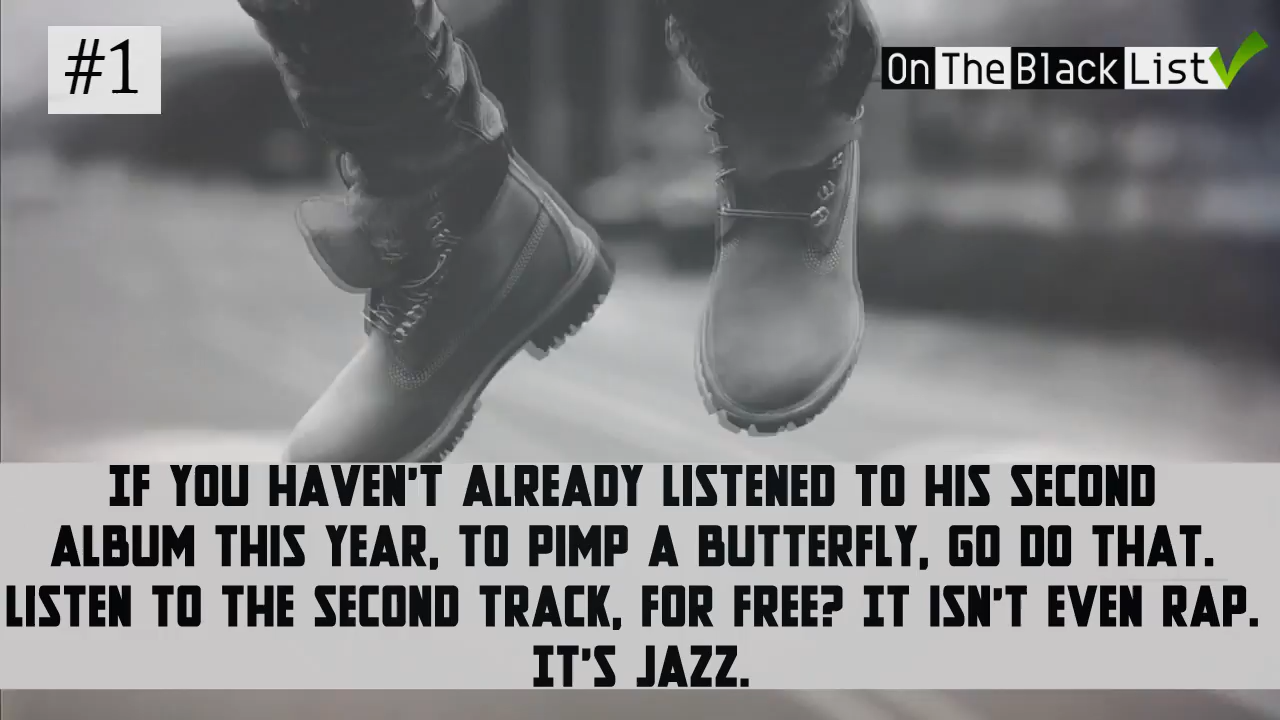 #1
OnTheBlackList
IF YOU HAVEN'T ALREADY LISTENED TO HIS SECOND
ALBUM THIS YEAR, TO PIMP A BUTTERFLY, GO DO THAT.
LISTEN TO THE SECOND TRACK, FOR FREE? IT ISN'T EVEN RAP.
IT'S JAZZ.